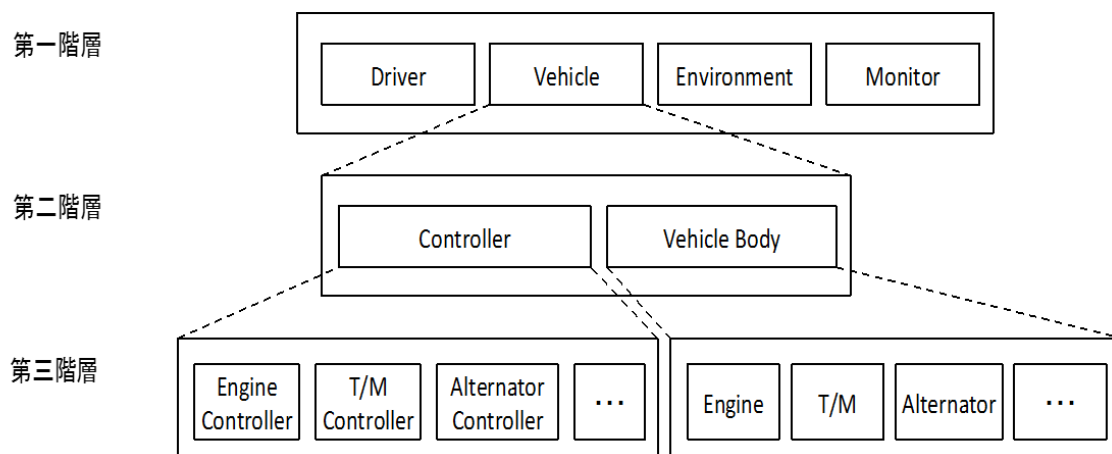 第一階層
Driver
Vehicle
Environment
Monitor
第二階層
Controller
Vehicle Body
第三階層
Engine
Controller
T/M
Controller
Alternator
Controller
...
Engine
T/M
Alternator
...